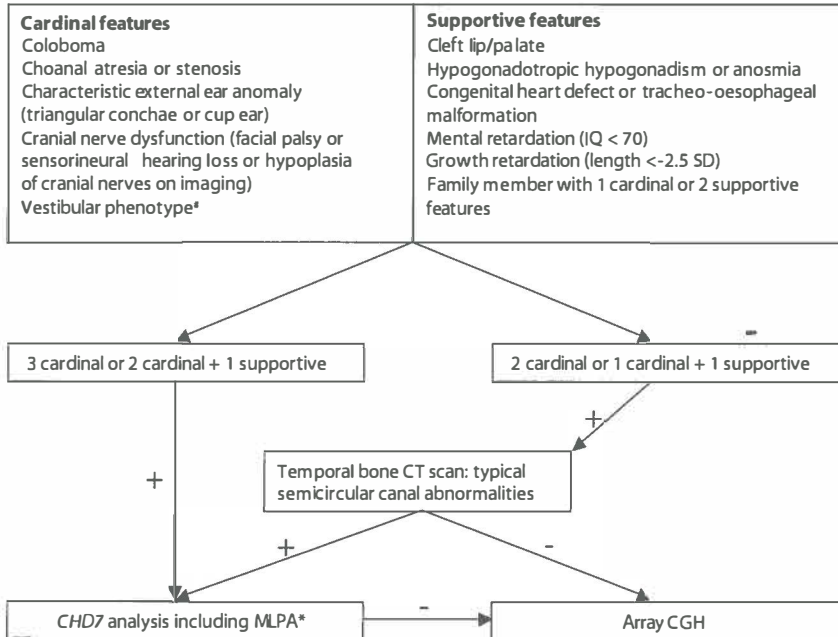 Cardinal features
Coloboma
Choanal atresia or stenosis
Characteristic external ear anomaly
(triangular conchae or cup ear)
Cranial nerve dysfunction (facial palsy or
sensorineural hearing loss or hypoplasia
of cranial nerves on imaging)
Vestibular phenotype#
Supportive features
Cleft lip/palate
Hypogonadotropic hypogonadism or anosmia
Congenital heart defect or tracheo-oesophageal
malformation
Mental retardation (IQ < 70)
Growth retardation (length <-2.5 SD)
Family member with 1 cardinal or 2 supportive
features
-
3 cardinal or 2 cardinal + 1 supportive
2 cardinal or 1 cardinal + 1 supportive
+
+
Temporal bone CT scan: typical
semicircular canal abnormalities
+
-
CHD7 analysis including MLPA*
-
Array CGH